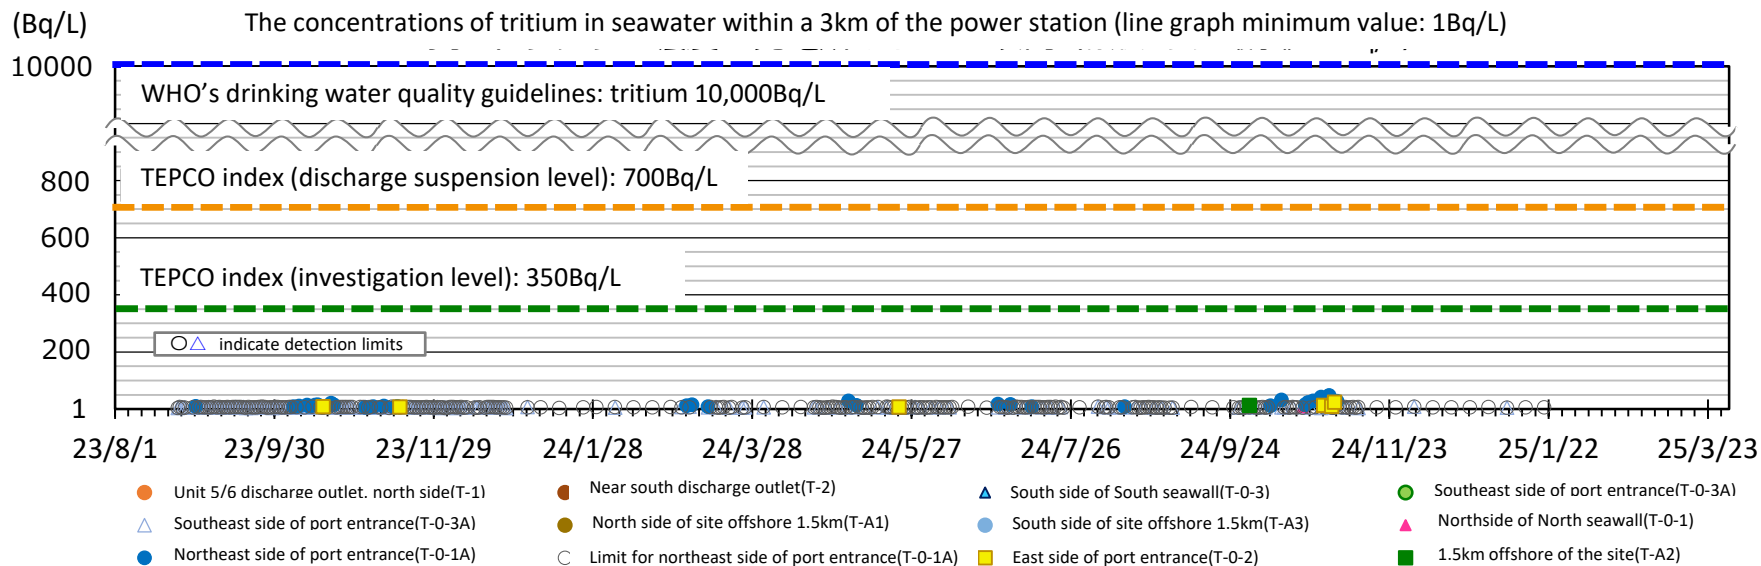 (Bq/L)
The concentrations of tritium in seawater within a 3km of the power station (line graph minimum value: 1Bq/L)
10000
WHO's drinking water quality guidelines: tritium 10,000Bq/L
800
TEPCO index (discharge suspension level): 700Bq/L
600
TEPCO index (investigation level): 350Bq/L
400
○△ indicate detection limits
200
1
23/8/1 23/9/30 23/11/29 24/1/28 24/3/28 24/5/27 24/7/26 24/9/24 24/11/23 25/1/22 25/3/23
Unit 5/6 discharge outlet, north side(T-1) Near south discharge outlet(T-2) South side of South seawall(T-0-3) Southeast side of port entrance(T-0-3A)
Southeast side of port entrance(T-0-3A) North side of site offshore 1.5km(T-A1) South side of site offshore 1.5km(T-A3) Northside of North seawall(T-0-1)
Northeast side of port entrance(T-0-1A) Limit for northeast side of port entrance(T-0-1A) East side of port entrance(T-0-2) 1.5km offshore of the site(T-A2)